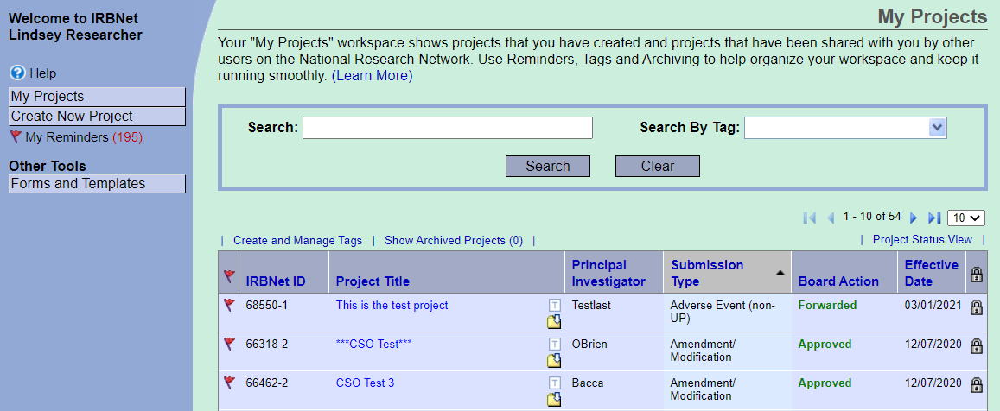 Welcome to IRBNet
Lindsey Researcher
Help
My Projects
Create New Project
My Reminders (195)
Other Tools
Forms and Templates
My Projects
Your "My Projects" workspace shows projects that you have created and projects that have been shared with you by other
users on the National Research Network. Use Reminders, Tags and Archiving to help organize your workspace and keep it
running smoothly. (Learn More)
Search:
Search By Tag:
Search Clear
1 - 10 of 54 10
| Create and Manage Tags | Show Archived Projects (0) |
| Project Status View |
IRBNet ID Project Title Principal Investigator Submission Type Board Action Effective Date
68550-1 This is the test project T Testlast Adverse Event (non-UP) Forwarded 03/01/2021
66318-2 ***CSO Test*** T OBrien Amendment/ Modification Approved 12/07/2020
66462-2 CSO Test 3 T Bacca Amendment/ Modification Approved 12/07/2020